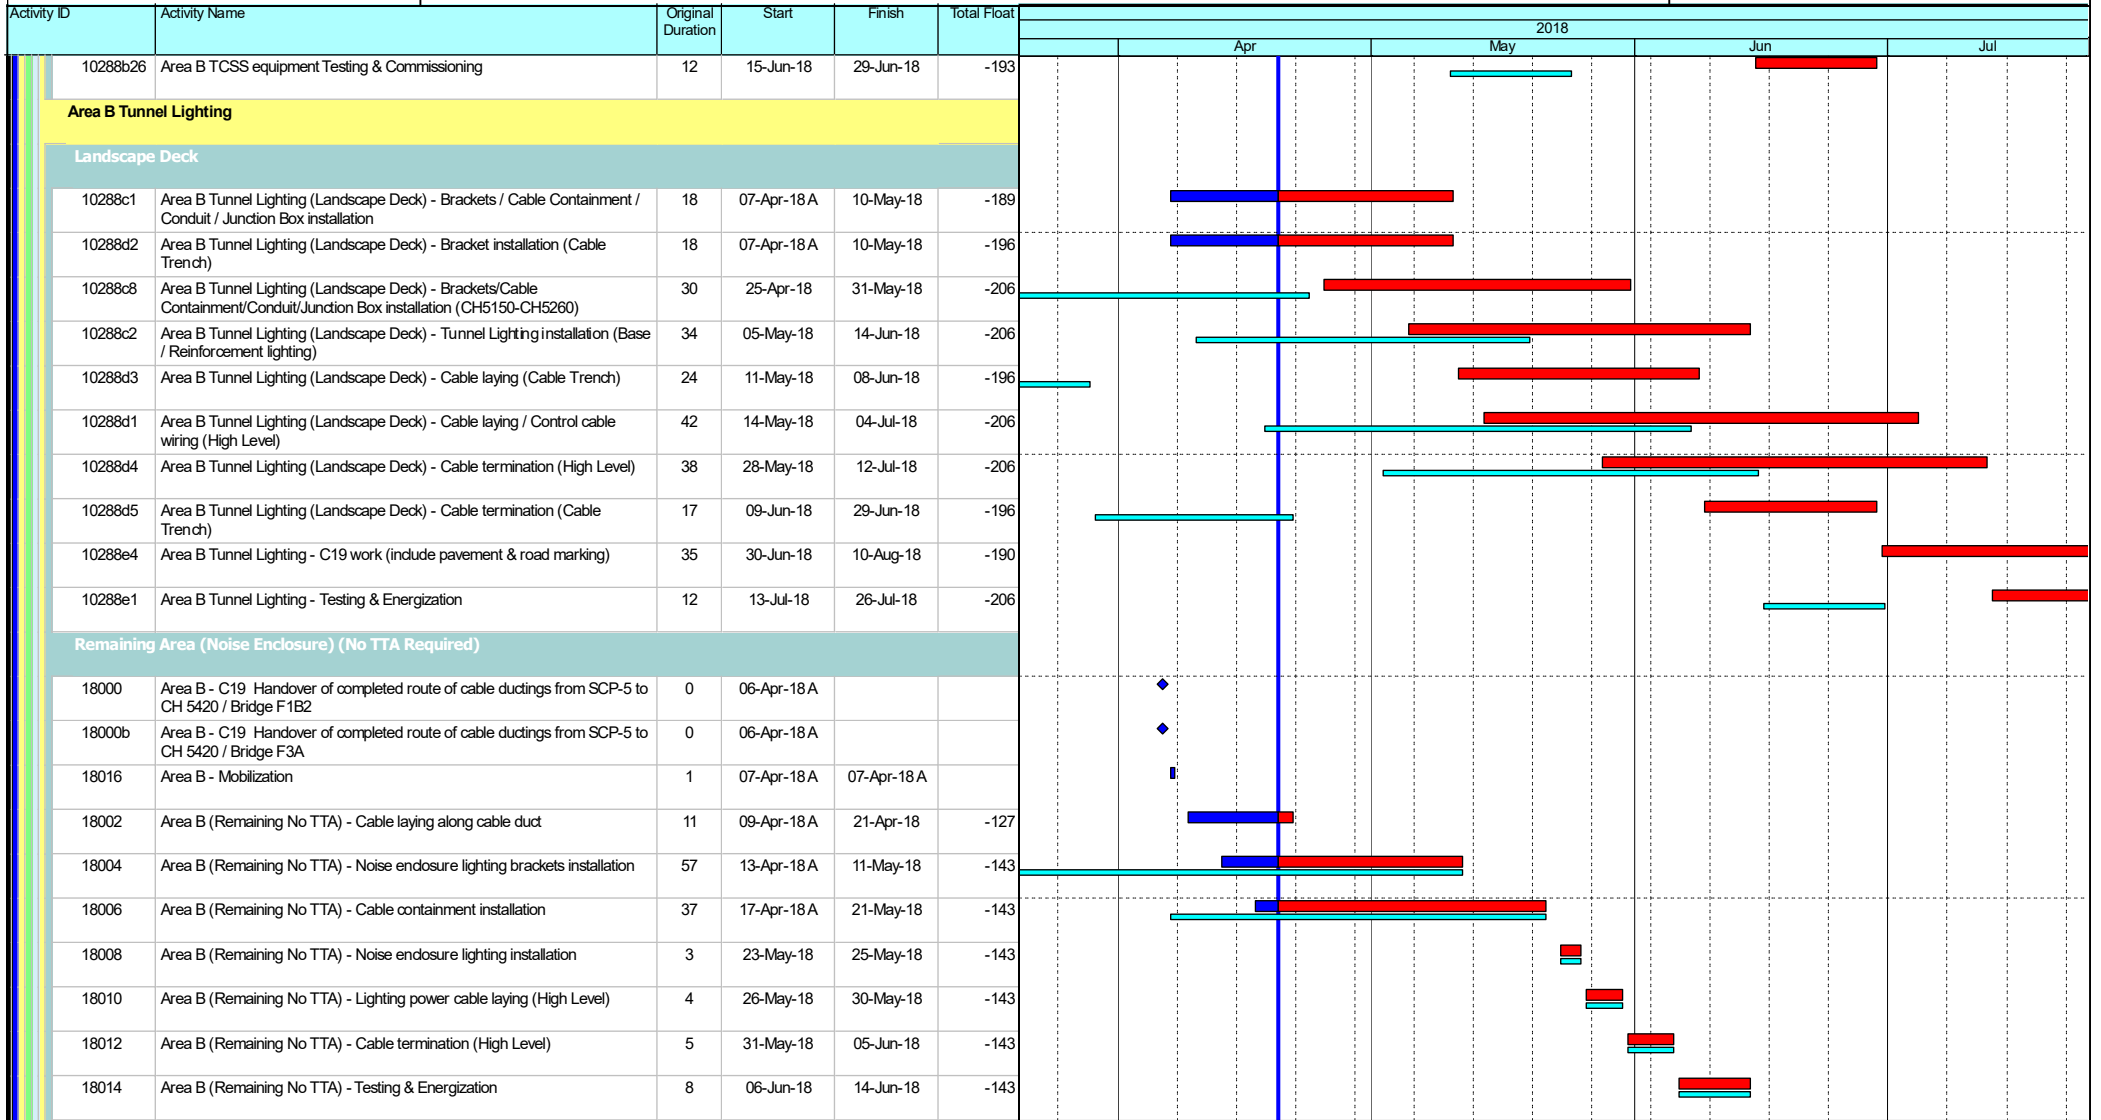 Activity ID Activity Name Original Start Finish Total Float
Duration
2018
Apr May Jun Jul
10288b26 Area B TCSS equipment Testing & Commissioning 12 15-Jun-18 29-Jun-18 -193
Area B Tunnel Lighting
Landscape Deck
10288c1 Area B Tunnel Lighting (Landscape Deck) - Brackets / Cable Containment / 18 07-Apr-18 A 10-May-18 -189
Conduit / Junction Box installation
10288d2 Area B Tunnel Lighting (Landscape Deck) - Bracket installation (Cable 18 07-Apr-18 A 10-May-18 -196
Trench)
10288c8 Area B Tunnel Lighting (Landscape Deck) - Brackets/Cable 30 25-Apr-18 31-May-18 -206
Containment/Conduit/Junction Box installation (CH5150-CH5260)
10288c2 Area B Tunnel Lighting (Landscape Deck) - Tunnel Lighting installation (Base 34 05-May-18 14-Jun-18 -206
/ Reinforcement lighting)
10288d3 Area B Tunnel Lighting (Landscape Deck) - Cable laying (Cable Trench) 24 11-May-18 08-Jun-18 -196
10288d1 Area B Tunnel Lighting (Landscape Deck) - Cable laying / Control cable 42 14-May-18 04-Jul-18 -206
wiring (High Level)
10288d4 Area B Tunnel Lighting (Landscape Deck) - Cable termination (High Level) 38 28-May-18 12-Jul-18 -206
10288d5 Area B Tunnel Lighting (Landscape Deck) - Cable termination (Cable 17 09-Jun-18 29-Jun-18 -196
Trench)
10288e4 Area B Tunnel Lighting - C19 work (include pavement & road marking) 35 30-Jun-18 10-Aug-18 -190
10288e1 Area B Tunnel Lighting - Testing & Energization 12 13-Jul-18 26-Jul-18 -206
Remaining Area (Noise Enclosure) (No TTA Required)
18000 Area B - C19 Handover of completed route of cable ductings from SCP-5 to 0 06-Apr-18 A
CH 5420 / Bridge F1B2
18000b Area B - C19 Handover of completed route of cable ductings from SCP-5 to 0 06-Apr-18 A
CH 5420 / Bridge F3A
18016 Area B - Mobilization 1 07-Apr-18 A 07-Apr-18 A
18002 Area B (Remaining No TTA) - Cable laying along cable duct 11 09-Apr-18 A 21-Apr-18 -127
18004 Area B (Remaining No TTA) - Noise enclosure lighting brackets installation 57 13-Apr-18 A 11-May-18 -143
18006 Area B (Remaining No TTA) - Cable containment installation 37 17-Apr-18 A 21-May-18 -143
18008 Area B (Remaining No TTA) - Noise enclosure lighting installation 3 23-May-18 25-May-18 -143
18010 Area B (Remaining No TTA) - Lighting power cable laying (High Level) 4 26-May-18 30-May-18 -143
18012 Area B (Remaining No TTA) - Cable termination (High Level) 5 31-May-18 05-Jun-18 -143
18014 Area B (Remaining No TTA) - Testing & Energization 8 06-Jun-18 14-Jun-18 -143